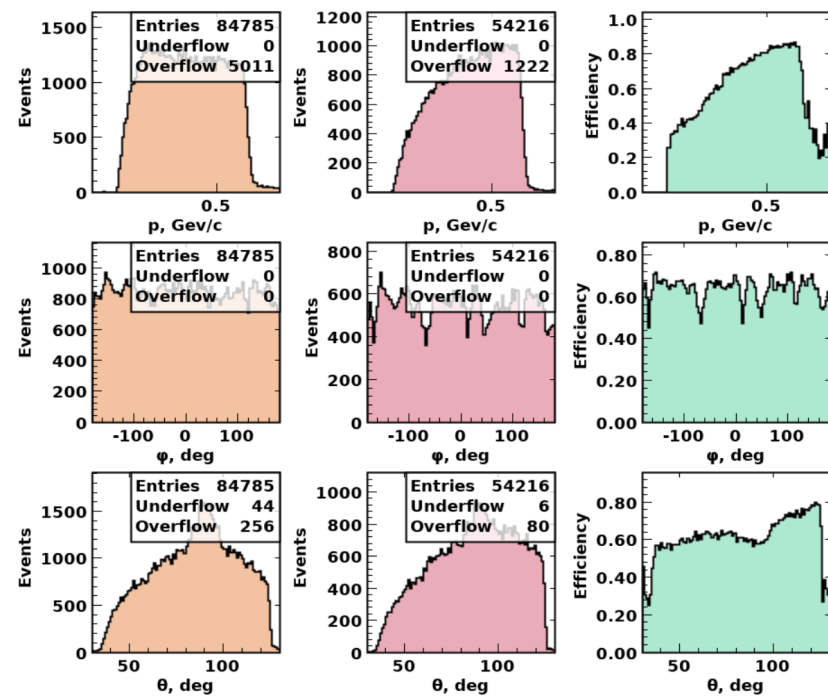 Entries 84785
Underflow 0
Overflow 5011
1500
1000
500
0
Events
0.5
p, Gev/c
Entries 54216
Underflow 0
Overflow 1222
1200
1000
800
600
400
200
0
Events
0.5
p, Gev/c
1.0
0.8
0.6
0.4
0.2
0.0
Efficiency
0.5
p, Gev/c
Entries 84785
Underflow 0
Overflow 0
1000
800
600
400
200
0
Events
-100 0 100
φ, deg
Entries 54216
Underflow 0
Overflow 0
800
600
400
200
0
Events
-100 0 100
φ, deg
0.80
0.60
0.40
0.20
0.00
Efficiency
-100 0 100
φ, deg
Entries 84785
Underflow 44
Overflow 256
1500
1000
500
0
Events
50 100
θ, deg
Entries 54216
Underflow 6
Overflow 80
1000
800
600
400
200
0
Events
50 100
θ, deg
0.80
0.60
0.40
0.20
0.00
Efficiency
50 100
θ, deg